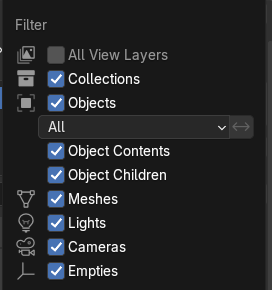 Filter
All View Layers
Collections
Objects
All
Object Contents
Object Children
Meshes
Lights
Cameras
Empties